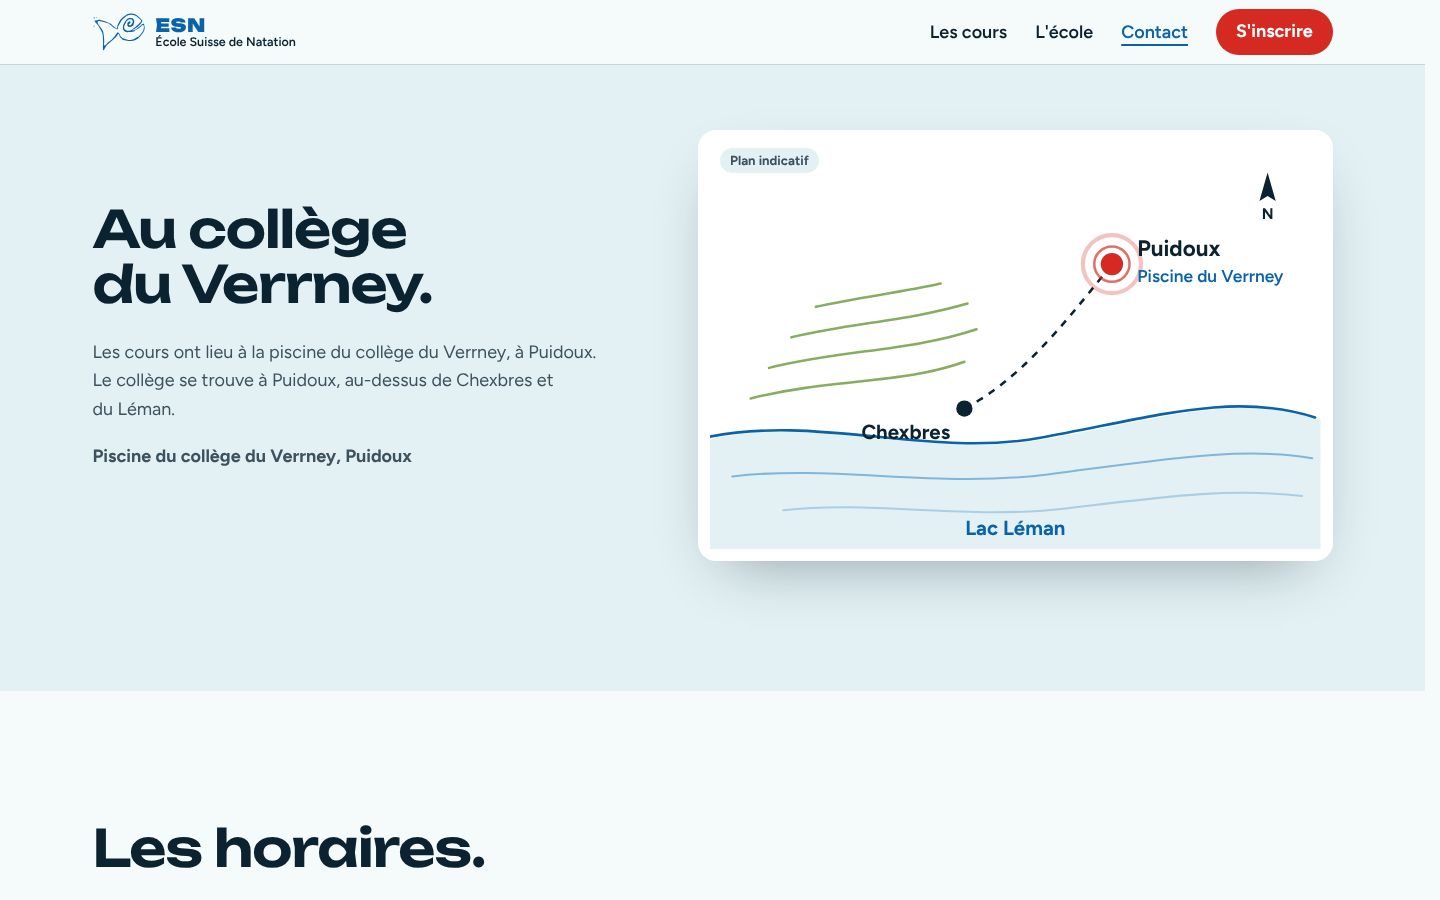 ESN
École Suisse de Natation
Les cours
L'école
Contact
S'inscrire
Au collège
du Verrney.
Les cours ont lieu à la piscine du collège du Verrney, à Puidoux.
Le collège se trouve à Puidoux, au-dessus de Chexbres et
du Léman.
Piscine du collège du Verrney, Puidoux
Plan indicatif
N
Puidoux
Piscine du Verrney
Chexbres
Lac Léman
Les horaires.